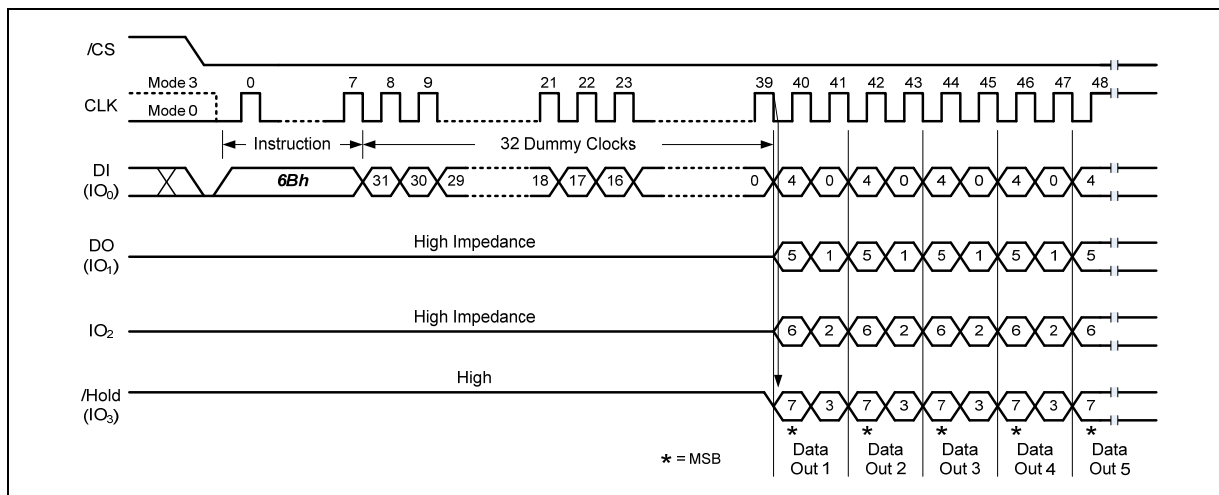 /CS
Mode 3 0 7 8 9 21 22 23 39 40 41 42 43 44 45 46 47 48
CLK Mode 0
Instruction 32 Dummy Clocks
DI
(IO0) 6Bh 31 30 29 18 17 16 0 4 0 4 0 4 0 4 0 4
DO
(IO1) High Impedance 5 1 5 1 5 1 5 1 5
IO2 High Impedance 6 2 6 2 6 2 6 2 6
/Hold
(IO3) High 7 3 7 3 7 3 7 3 7
* * * * *
* = MSB
Data Out 1
Data Out 2
Data Out 3
Data Out 4
Data Out 5